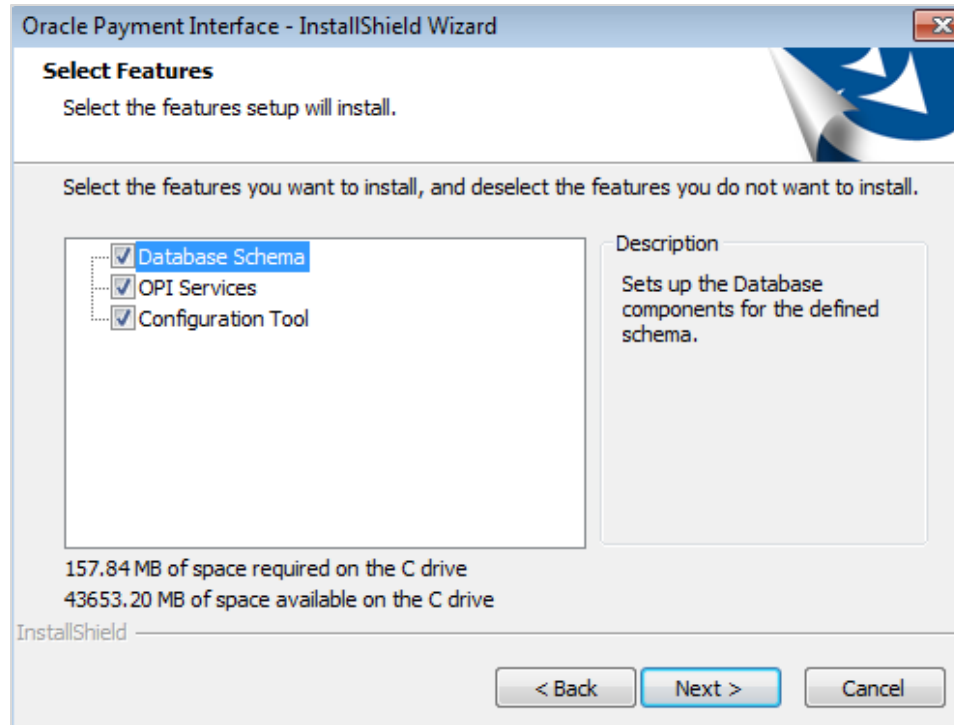 Oracle Payment Interface - InstallShield Wizard
Select Features
Select the features setup will install.
Select the features you want to install, and deselect the features you do not want to install.
Database Schema
OPI Services
Configuration Tool
Description
Sets up the Database
components for the defined
schema.
157.84 MB of space required on the C drive
43653.20 MB of space available on the C drive
InstallShield
< Back
Next >
Cancel